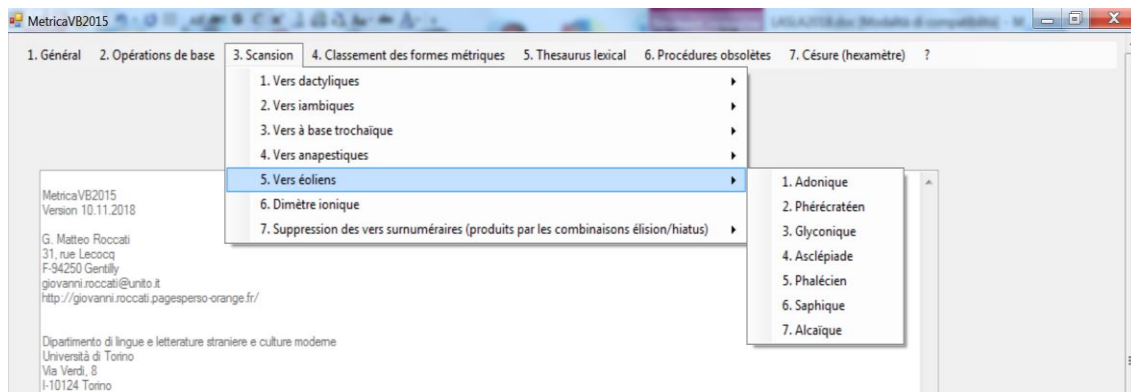 MetricaVB2015
1. Général 2. Opérations de base 3. Scansion 4. Classement des formes métriques 5. Thesaurus lexical 6. Procédures obsolètes 7. Césure (hexamètre) ?
1. Vers dactyliques
2. Vers iambiques
3. Vers à base trochaïque
4. Vers anapestiques
5. Vers éoliens
6. Dimètre ionique
7. Suppression des vers surnuméraires (produits par les combinaisons élision/hiatus)
1. Adonique
2. Phérécratéen
3. Glyconique
4. Asclépiade
5. Phalécien
6. Saphique
7. Alcaïque
MetricaVB2015
Version 10.11.2018
G. Matteo Roccati
31, rue Lecocq
F-94250 Gentilly
giovanni.roccati@unito.it
http://giovanni.roccati.pagesperso-orange.fr/
Dipartimento di lingue e letterature straniere e culture moderne
Università di Torino
Via Verdi, 8
I-10124 Torino